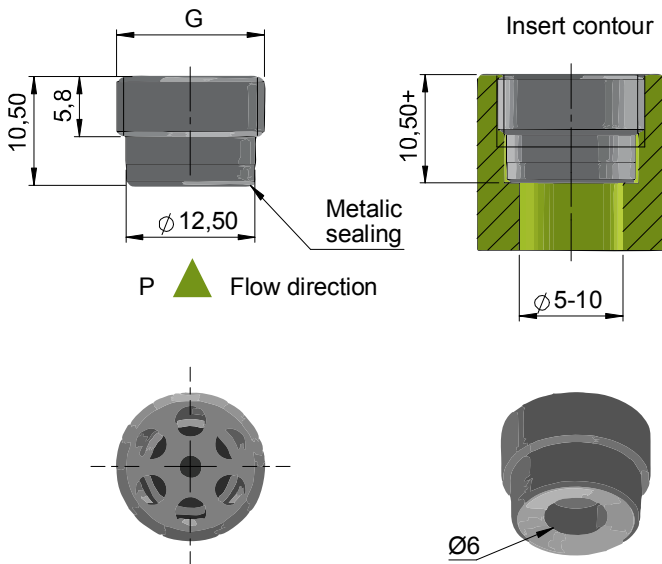 G
Insert contour
10,50
5,8
10,50+
⌀ 12,50
Metalic
sealing
P
Flow direction
⌀ 5-10
Ø6